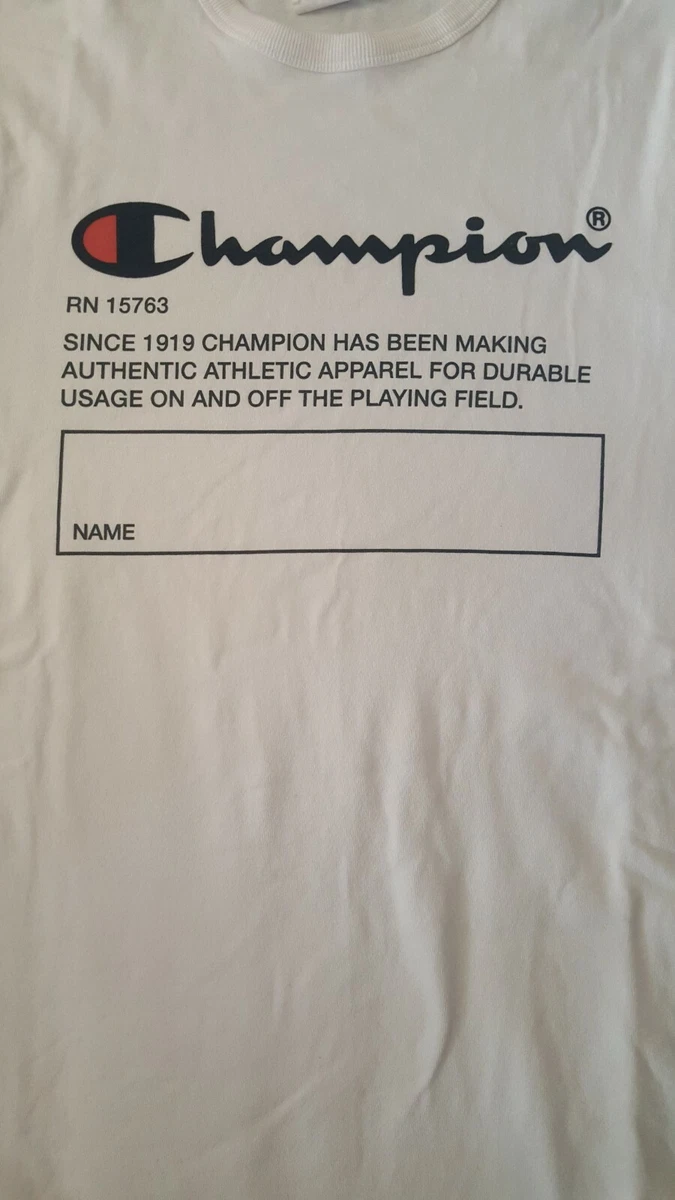 Champion®
RN 15763
SINCE 1919 CHAMPION HAS BEEN MAKING
AUTHENTIC ATHLETIC APPAREL FOR DURABLE
USAGE ON AND OFF THE PLAYING FIELD.
NAME